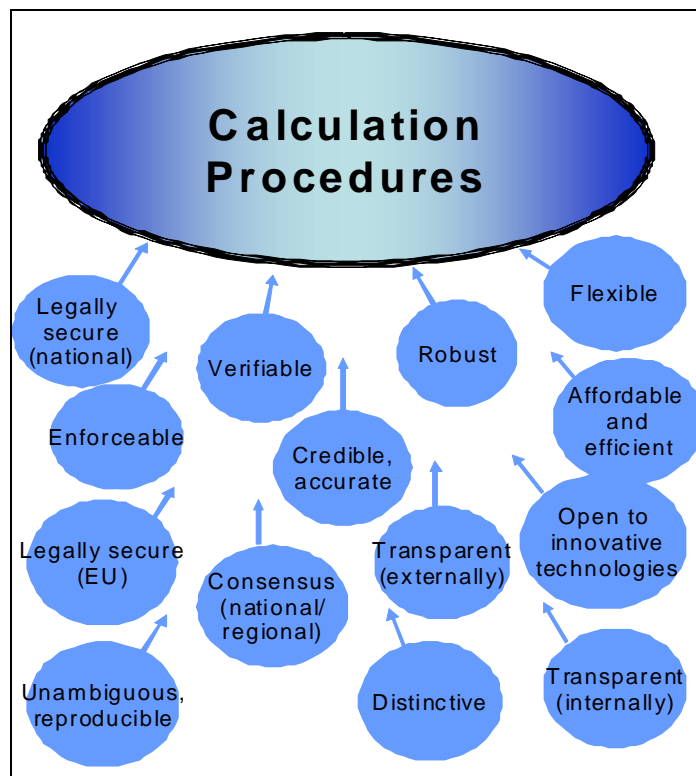 Calculation
Procedures
Legally
secure
(national)
Verifiable
Robust
Flexible
Enforceable
Credible,
accurate
Affordable
and
efficient
Legally secure
(EU)
Consensus
(national/
regional)
Transparent
(externally)
Open to
innovative
technologies
Unambiguous,
reproducible
Distinctive
Transparent
(internally)